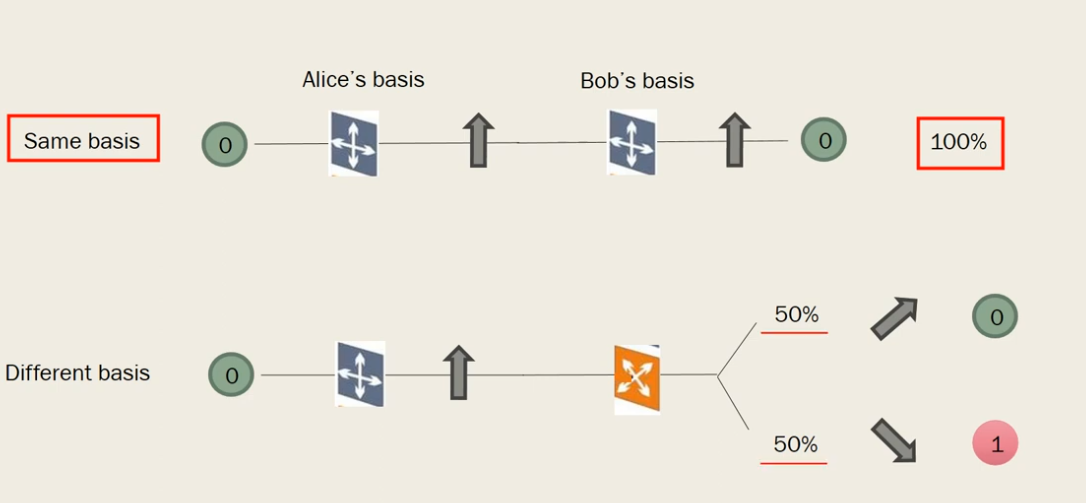 Alice's basis
Bob's basis
Same basis
0
0
100%
50%
0
Different basis
0
50%
1